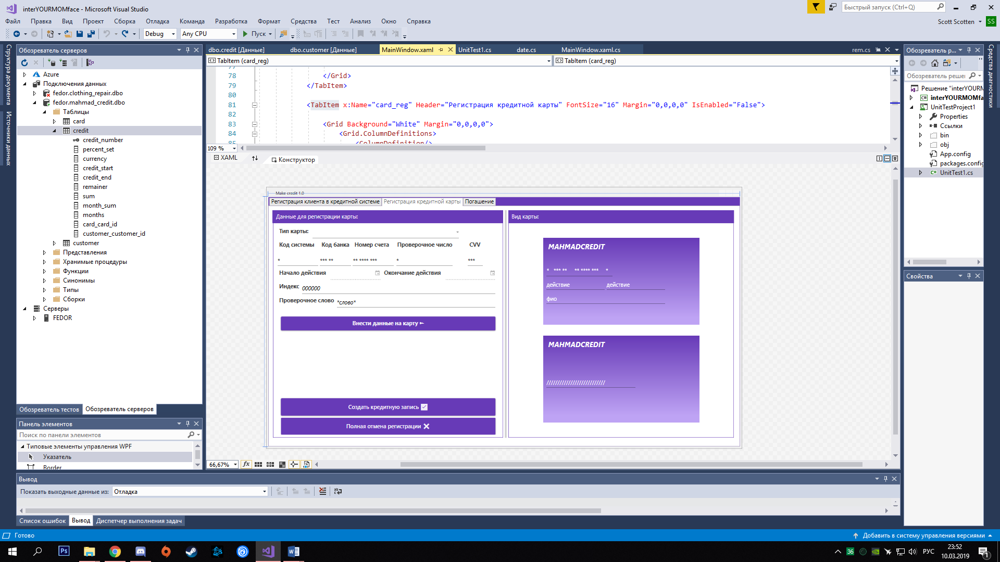 interYOURMOMface - Microsoft Visual Studio
Быстрый запуск (Ctrl+Q)
Файл Правка Вид Проект Сборка Отладка Команда Разработка Формат Средства Тест Анализ Окно Справка
Scott Scotten SS
Debug Any CPU Пуск
Структура документа
Источники данных
Обозреватель серверов
Azure
Подключения данных
fedor.clothing_repair.dbo
fedor.mahmad_credit.dbo
Таблицы
card
credit
credit_number
percent_set
currency
credit_start
credit_end
remainer
sum
month_sum
months
card_card_id
customer_customer_id
customer
Представления
Хранимые процедуры
Функции
Синонимы
Типы
Сборки
Серверы
FEDOR
Обозреватель тестов Обозреватель серверов
Панель элементов
Поиск по панели элементов
Типовые элементы управления WPF
Указатель
Border
dbo.credit [Данные] dbo.customer [Данные] MainWindow.xaml UnitTest1.cs date.cs MainWindow.xaml.cs rem.cs
TabItem (card_reg) TabItem (card_reg)
77
78 </Grid>
79 </TabItem>
80
81 <TabItem x:Name="card_reg" Header="Регистрация кредитной карты" FontSize="16" Margin="0,0,0,0" IsEnabled="False">
82
83 <Grid Background="White" Margin="0,0,0,0">
84 <Grid.ColumnDefinitions>
85 <ColumnDefinition/>
109 %
XAML Конструктор
Make credit 1.0
Регистрация клиента в кредитной системе Регистрация кредитной карты Погашение
Данные для регистрации карты:
Тип карты:
Код системы Код банка Номер счета Проверочное число CVV
* *** ** ** **** *** * ***
Начало действия Окончание действия
Индекс 000000
Проверочное слово *слово*
Внести данные на карту
Создать кредитную запись
Полная отмена регистрации
Вид карты:
MAHMADCREDIT
* *** ** ** **** *** *
действие действие
фио
MAHMADCREDIT
///////////////////////////
66,67% fx
Вывод
Показать выходные данные из: Отладка
Список ошибок Вывод Диспетчер выполнения задач
Обозреватель р...
Обозреватель решен
Решение "interYOURM
interYOURMOMfa
UnitTestProject1
Properties
Ссылки
bin
obj
App.config
packages.config
UnitTest1.cs
Свойства
Средства диагностики
Готово
Добавить в систему управления версиями
Ps
W
36
РУС
23:52
10.03.2019
1